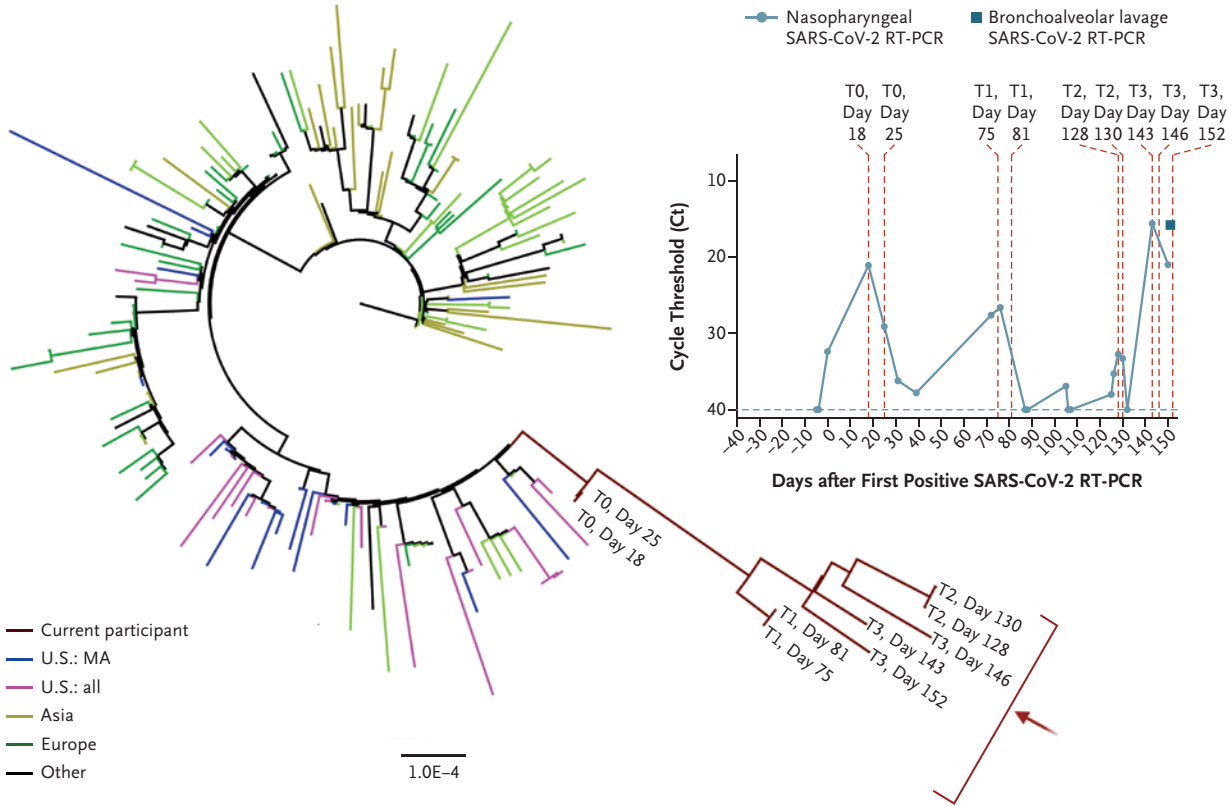 Nasopharyngeal
SARS-CoV-2 RT-PCR
Bronchoalveolar lavage
SARS-CoV-2 RT-PCR
T0,
Day
18
T0,
Day
25
T1,
Day
75
T1,
Day
81
T2,
Day
128
T2,
Day
130
T3,
Day
143
T3,
Day
146
T3,
Day
152
Cycle Threshold (Ct)
10
20
30
40
−40
−30
−20
−10
0
10
20
30
40
50
60
70
80
90
100
110
120
130
140
150
Days after First Positive SARS-CoV-2 RT-PCR
T0, Day 25
T0, Day 18
T2, Day 130
T2, Day 128
T3, Day 146
T3, Day 143
T3, Day 152
T1, Day 81
T1, Day 75
Current participant
U.S.: MA
U.S.: all
Asia
Europe
Other
1.0E−4